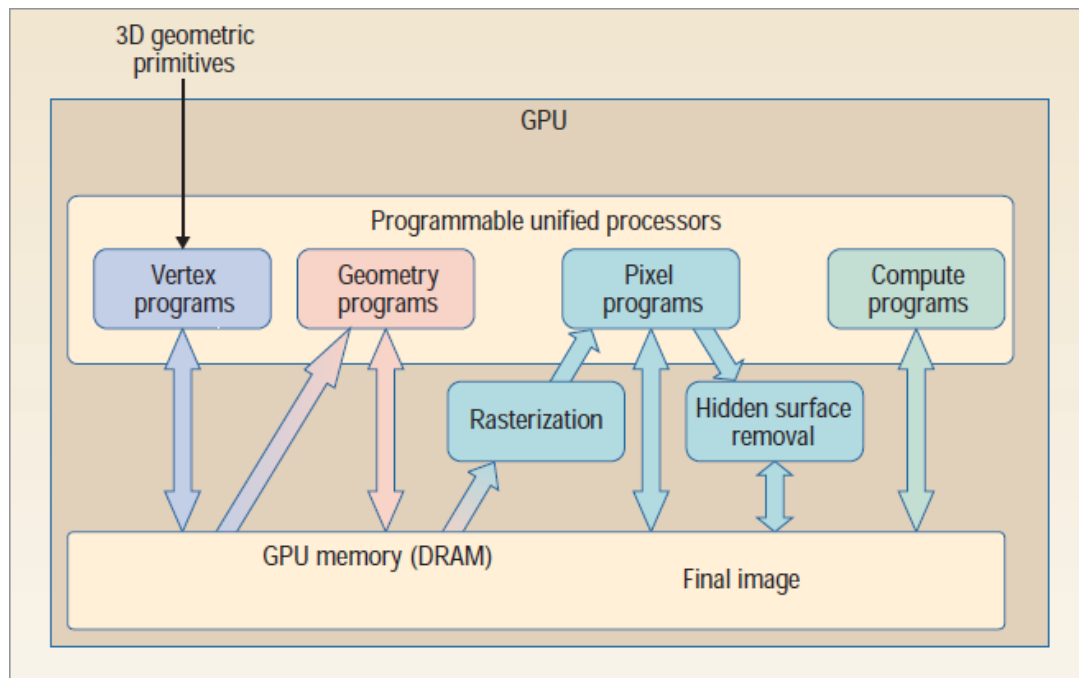 3D geometric
primitives
GPU
Programmable unified processors
Vertex
programs
Geometry
programs
Pixel
programs
Compute
programs
Rasterization
Hidden surface
removal
GPU memory (DRAM)
Final image